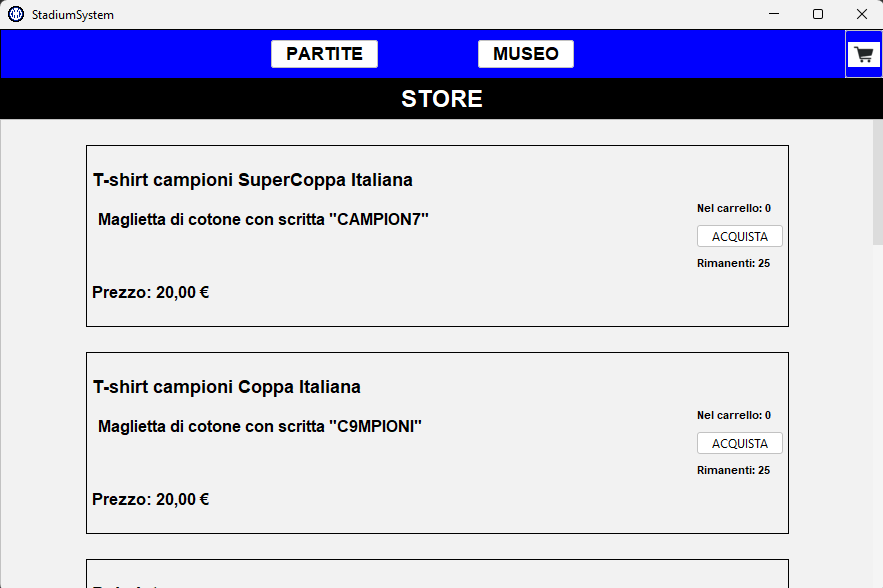 StadiumSystem
PARTITE
MUSEO
STORE
T-shirt campioni SuperCoppa Italiana
Maglietta di cotone con scritta "CAMPION7"
Nel carrello: 0
ACQUISTA
Rimanenti: 25
Prezzo: 20,00 €
T-shirt campioni Coppa Italiana
Maglietta di cotone con scritta "C9MPIONI"
Nel carrello: 0
ACQUISTA
Rimanenti: 25
Prezzo: 20,00 €